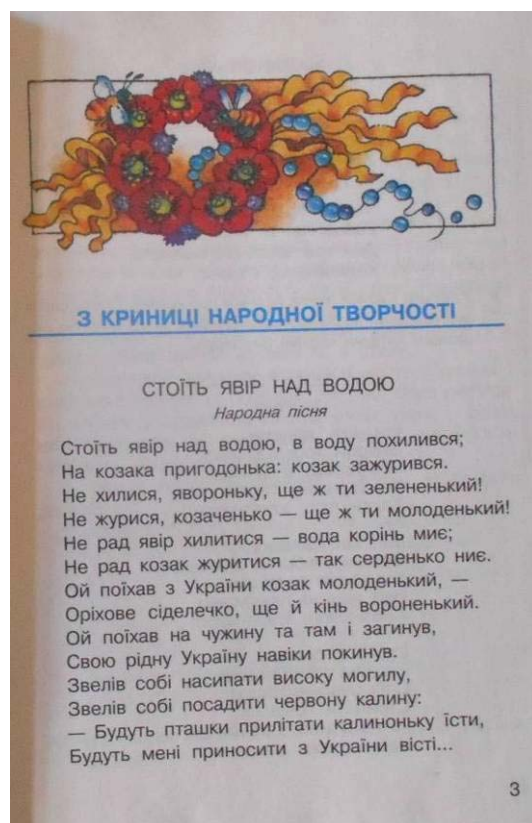 З КРИНИЦІ НАРОДНОЇ ТВОРЧОСТІ
СТОЇТЬ ЯВІР НАД ВОДОЮ
Народна пісня
Стоїть явір над водою, в воду похилився;
На козака пригодонька: козак зажурився.
Не хилися, явороньку, ще ж ти зелененький!
Не журися, козаченько — ще ж ти молоденький!
Не рад явір хилитися — вода корінь миє;
Не рад козак журитися — так серденько ниє.
Ой поїхав з України козак молоденький, —
Оріхове сіделечко, ще й кінь вороненький.
Ой поїхав на чужину та там і загинув,
Свою рідну Україну навіки покинув.
Звелів собі насипати високу могилу,
Звелів собі посадити червону калину:
— Будуть пташки прилітати калиноньку їсти,
Будуть мені приносити з України вісті...
3